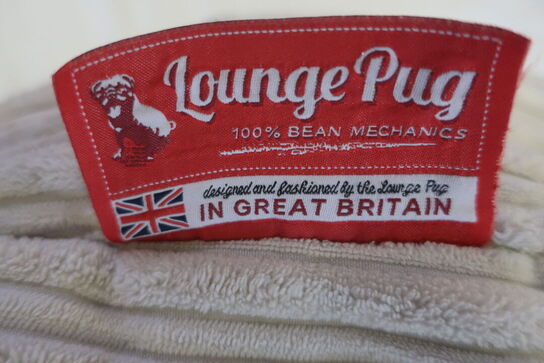 Lounge Pug
100% BEAN MECHANICS
designed and fashioned by the Lounge Pug
IN GREAT BRITAIN